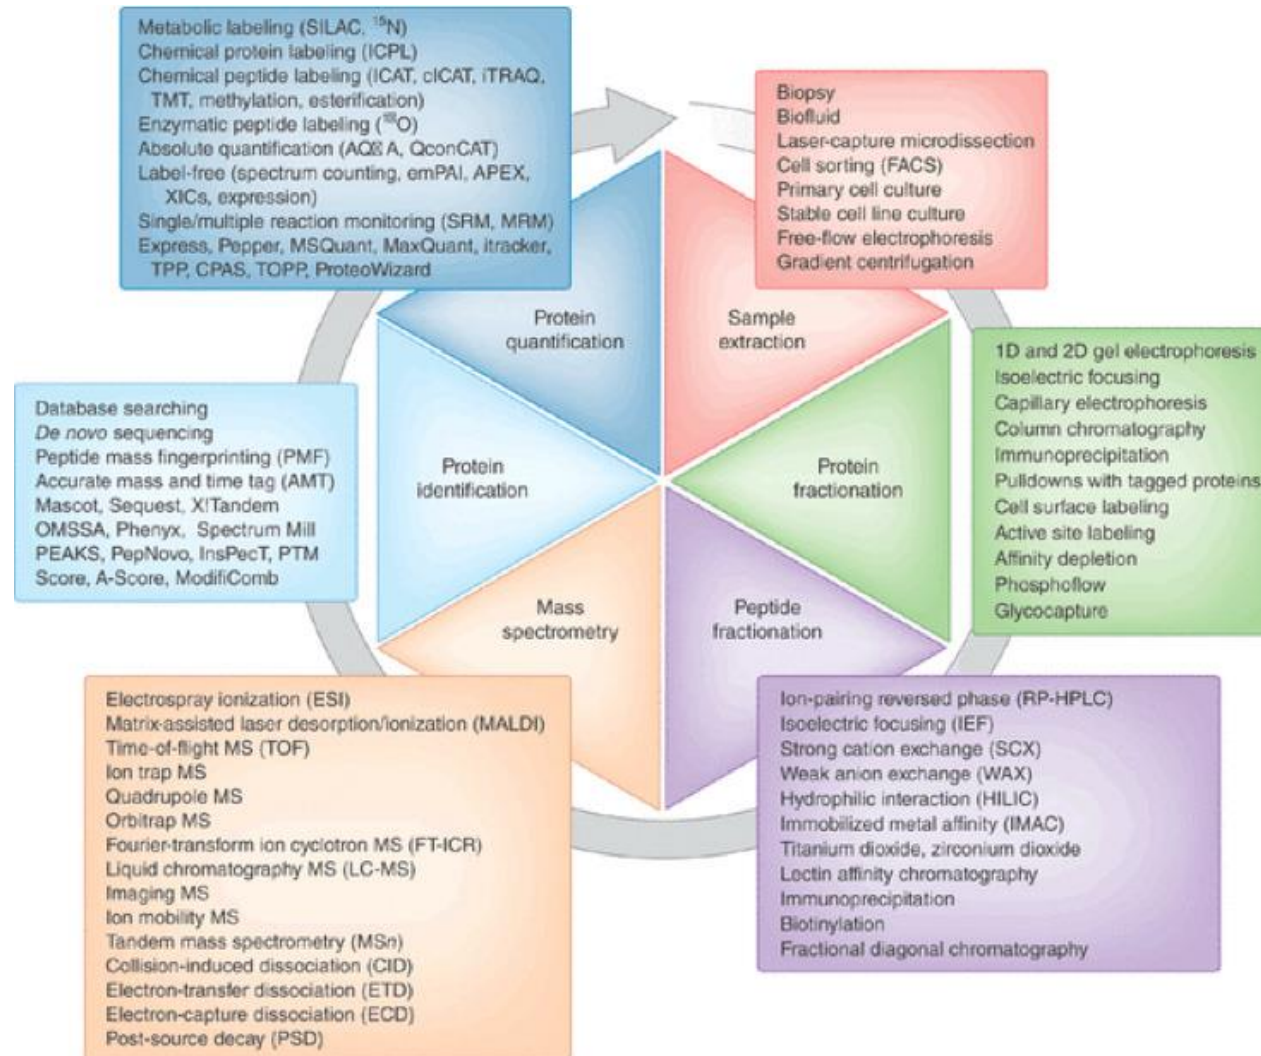 Metabolic labeling (SILAC, ¹⁵N)
Chemical protein labeling (ICPL)
Chemical peptide labeling (ICAT, cICAT, iTRAQ,
TMT, methylation, esterification)
Enzymatic peptide labeling (¹⁸O)
Absolute quantification (AQUA, QconCAT)
Label-free (spectrum counting, emPAI, APEX,
XICs, expression)
Single/multiple reaction monitoring (SRM, MRM)
Express, Pepper, MSQuant, MaxQuant, itracker,
TPP, CPAS, TOPP, ProteoWizard
Biopsy
Biofluid
Laser-capture microdissection
Cell sorting (FACS)
Primary cell culture
Stable cell line culture
Free-flow electrophoresis
Gradient centrifugation
Protein
quantification
Sample
extraction
1D and 2D gel electrophoresis
Isoelectric focusing
Capillary electrophoresis
Column chromatography
Immunoprecipitation
Pulldowns with tagged proteins
Cell surface labeling
Active site labeling
Affinity depletion
Phosphoflow
Glycocapture
Database searching
De novo sequencing
Peptide mass fingerprinting (PMF)
Accurate mass and time tag (AMT)
Mascot, Sequest, X!Tandem
OMSSA, Phenyx, Spectrum Mill
PEAKS, PepNovo, InsPecT, PTM
Score, A-Score, ModifiComb
Protein
identification
Protein
fractionation
Mass
spectrometry
Peptide
fractionation
Electrospray ionization (ESI)
Matrix-assisted laser desorption/ionization (MALDI)
Time-of-flight MS (TOF)
Ion trap MS
Quadrupole MS
Orbitrap MS
Fourier-transform ion cyclotron MS (FT-ICR)
Liquid chromatography MS (LC-MS)
Imaging MS
Ion mobility MS
Tandem mass spectrometry (MSn)
Collision-induced dissociation (CID)
Electron-transfer dissociation (ETD)
Electron-capture dissociation (ECD)
Post-source decay (PSD)
Ion-pairing reversed phase (RP-HPLC)
Isoelectric focusing (IEF)
Strong cation exchange (SCX)
Weak anion exchange (WAX)
Hydrophilic interaction (HILIC)
Immobilized metal affinity (IMAC)
Titanium dioxide, zirconium dioxide
Lectin affinity chromatography
Immunoprecipitation
Biotinylation
Fractional diagonal chromatography